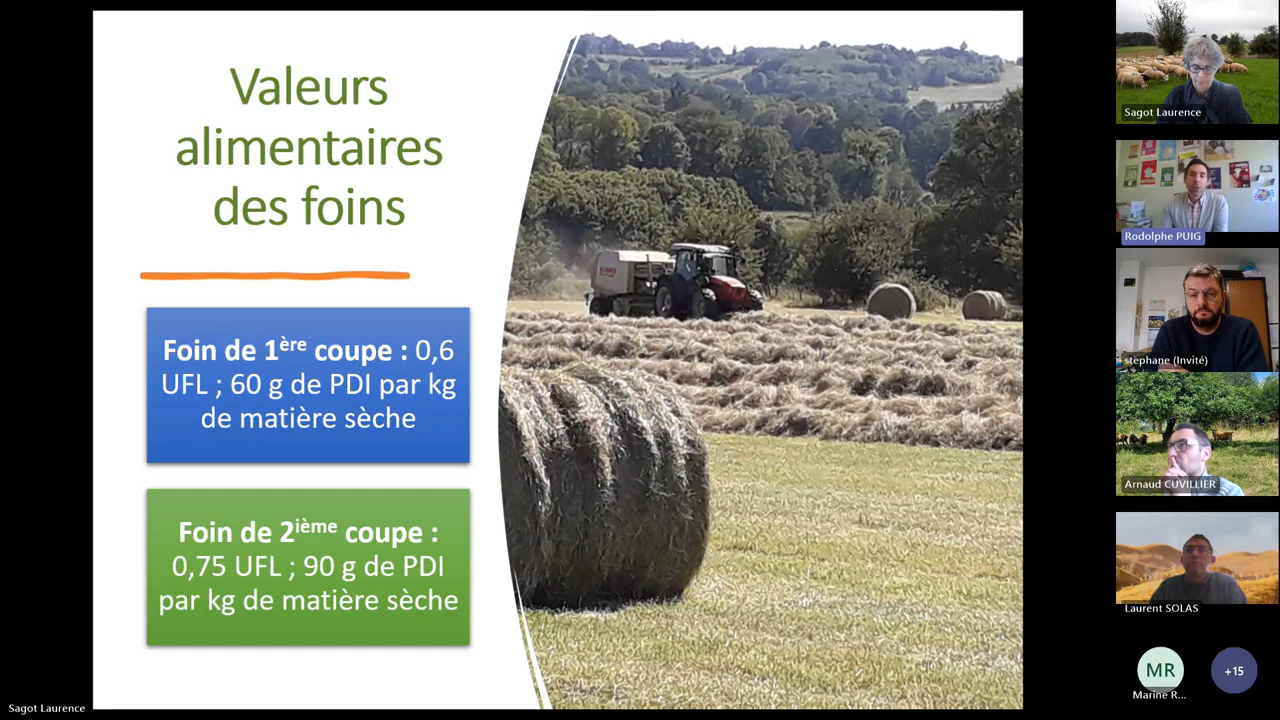 Valeurs
alimentaires
des foins
Foin de 1ère coupe : 0,6
UFL ; 60 g de PDI par kg
de matière sèche
Foin de 2ième coupe :
0,75 UFL ; 90 g de PDI
par kg de matière sèche
Sagot Laurence
Rodolphe PUIG
stephane (Invité)
Arnaud CUVILLIER
Laurent SOLAS
MR
+15
Marine R...
Sagot Laurence